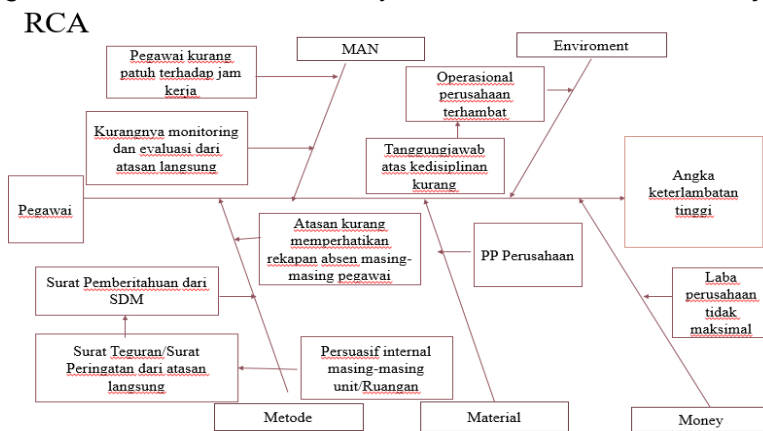 RCA
MAN
Enviroment
Pegawai kurang
patuh terhadap jam
kerja
Operasional
perusahaan
terhambat
Kurangnya monitoring
dan evaluasi dari
atasan langsung
Tanggungjawab
atas kedisiplinan
kurang
Pegawai
Angka
keterlambatan
tinggi
Atasan kurang
memperhatikan
rekapan absen masing-
masing pegawai
PP Perusahaan
Surat Pemberitahuan dari
SDM
Laba
perusahaan
tidak
maksimal
Surat Teguran/Surat
Peringatan dari atasan
langsung
Persuasif internal
masing-masing
unit/Ruangan
Metode
Material
Money